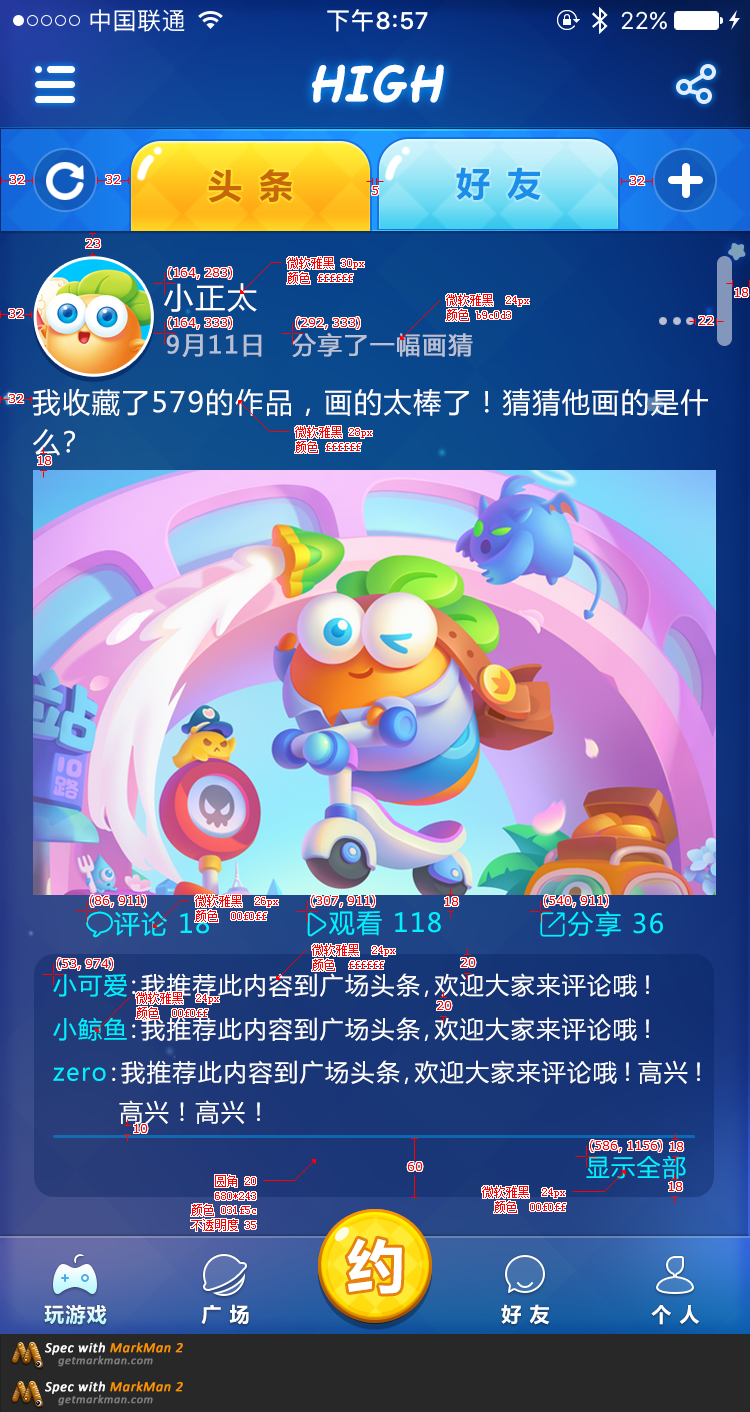 中国联通 下午8:57 22%
HIGH
32 32 头条 5 好友 32
23
(164, 283) 微软雅黑 30px
颜色 ffffff
小正太
18
32
(164, 333) (292, 333) 微软雅黑 24px
颜色 b9c0d3
22
9月11日 分享了一幅画猜
32 我收藏了579的作品，画的太棒了！猜猜他画的是什
么?
微软雅黑 28px
颜色 ffffff
18
站
10路
(86, 911) 微软雅黑 26px
颜色 00f0ff
(307, 911) 18 (540, 911)
评论 18 观看 118 分享 36
微软雅黑 24px
颜色 ffffff
(53, 974) 20
小可爱:我推荐此内容到广场头条,欢迎大家来评论哦！
微软雅黑 24px
颜色 00f0ff
20
小鲸鱼:我推荐此内容到广场头条,欢迎大家来评论哦！
zero:我推荐此内容到广场头条,欢迎大家来评论哦！高兴！
高兴！高兴！
10
(586, 1156) 18
60
显示全部
圆角 20
680*243
颜色 031f5c
不透明度 35
微软雅黑 24px
颜色 00f0ff
18
约
玩游戏 广场 好友 个人
Spec with MarkMan 2
getmarkman.com
Spec with MarkMan 2
getmarkman.com